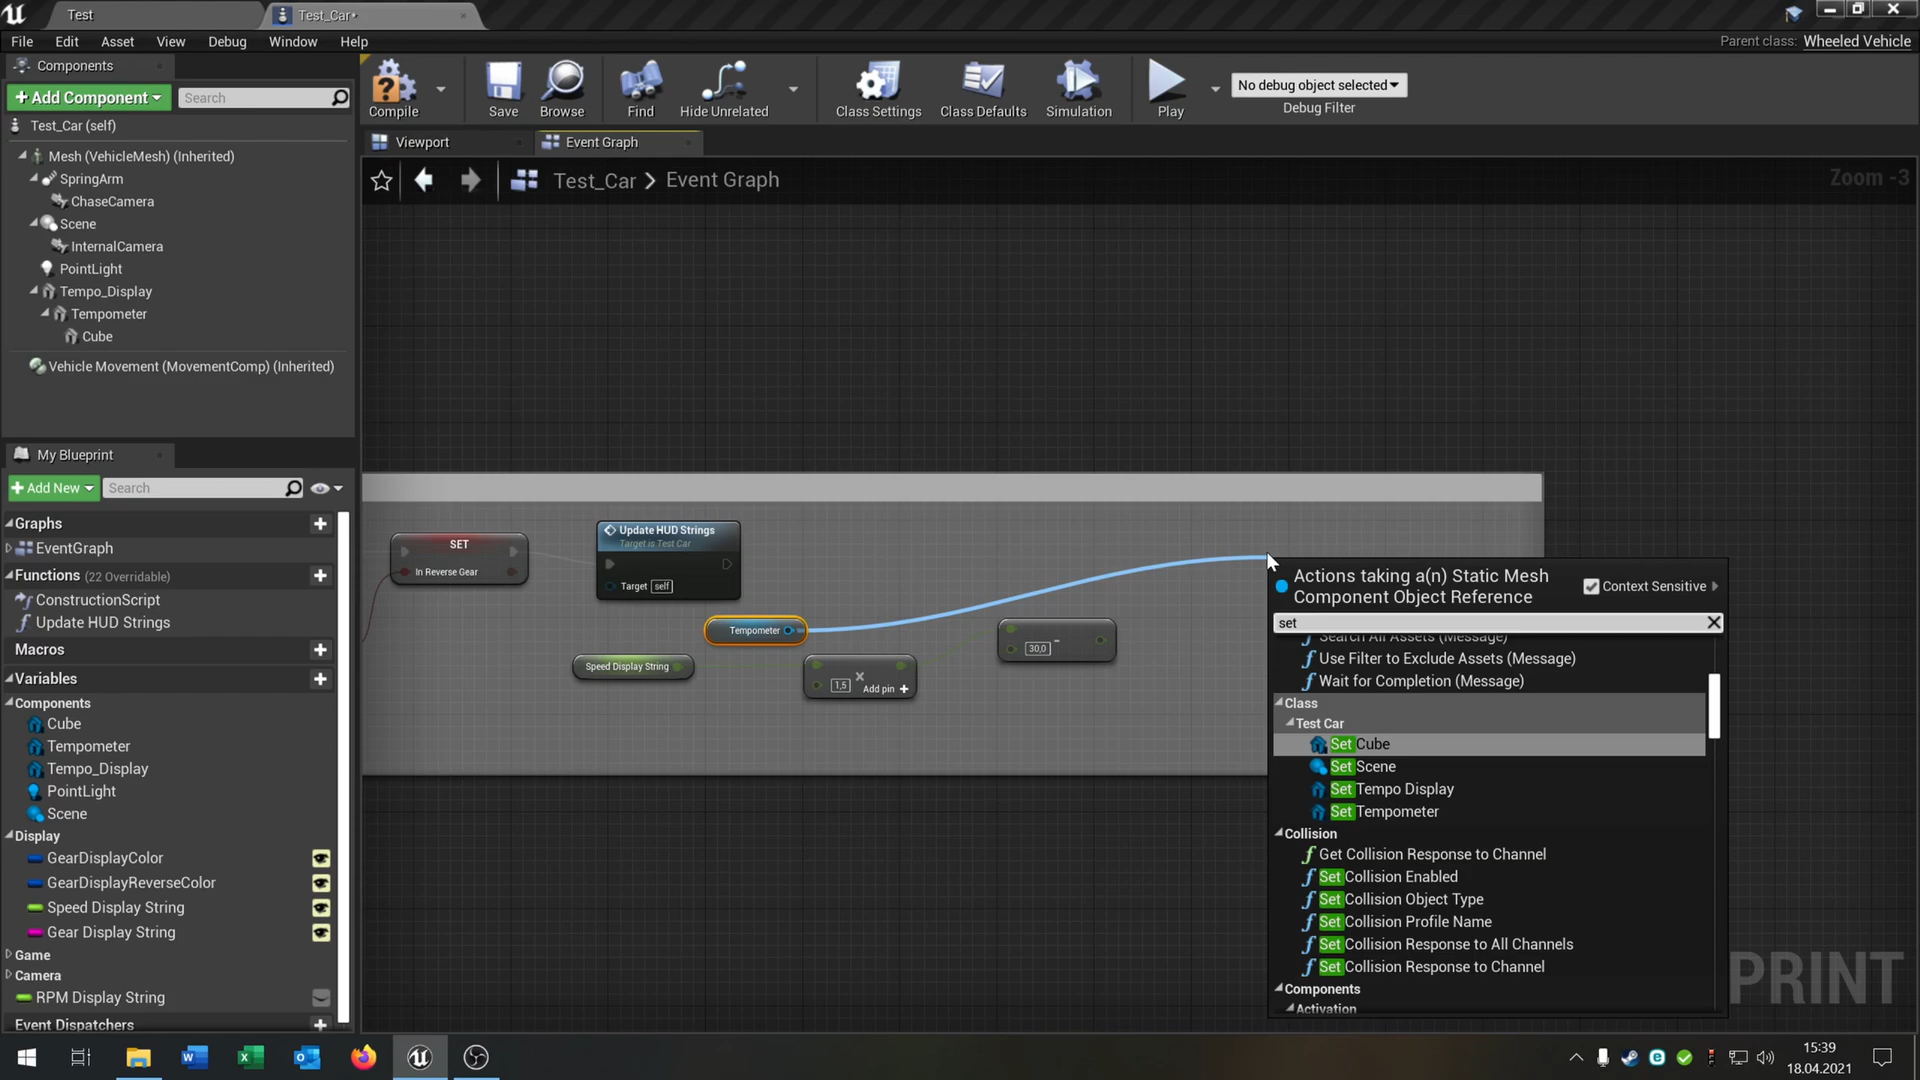 Test
Test_Car*
File Edit Asset View Debug Window Help
Parent class: Wheeled Vehicle
Components
+ Add Component
Search
Test_Car (self)
Mesh (VehicleMesh) (Inherited)
SpringArm
ChaseCamera
Scene
InternalCamera
PointLight
Tempo_Display
Tempometer
Cube
Vehicle Movement (MovementComp) (Inherited)
Compile
Save
Browse
Find
Hide Unrelated
Class Settings
Class Defaults
Simulation
Play
No debug object selected
Debug Filter
Viewport
Event Graph
Test_Car > Event Graph
Zoom -3
My Blueprint
+ Add New
Search
Graphs
EventGraph
Functions (22 Overridable)
ConstructionScript
Update HUD Strings
Macros
Variables
Components
Cube
Tempometer
Tempo_Display
PointLight
Scene
Display
GearDisplayColor
GearDisplayReverseColor
Speed Display String
Gear Display String
Game
Camera
RPM Display String
Event Dispatchers
SET
In Reverse Gear
Update HUD Strings
Target is Test Car
Target self
Tempometer
Speed Display String
1,5
×
Add pin +
30,0
-
Actions taking a(n) Static Mesh
Component Object Reference
Context Sensitive
set
Search All Assets (Message)
Use Filter to Exclude Assets (Message)
Wait for Completion (Message)
Class
Test Car
Set Cube
Set Scene
Set Tempo Display
Set Tempometer
Collision
Get Collision Response to Channel
Set Collision Enabled
Set Collision Object Type
Set Collision Profile Name
Set Collision Response to All Channels
Set Collision Response to Channel
Components
Activation
PRINT
15:39
18.04.2021